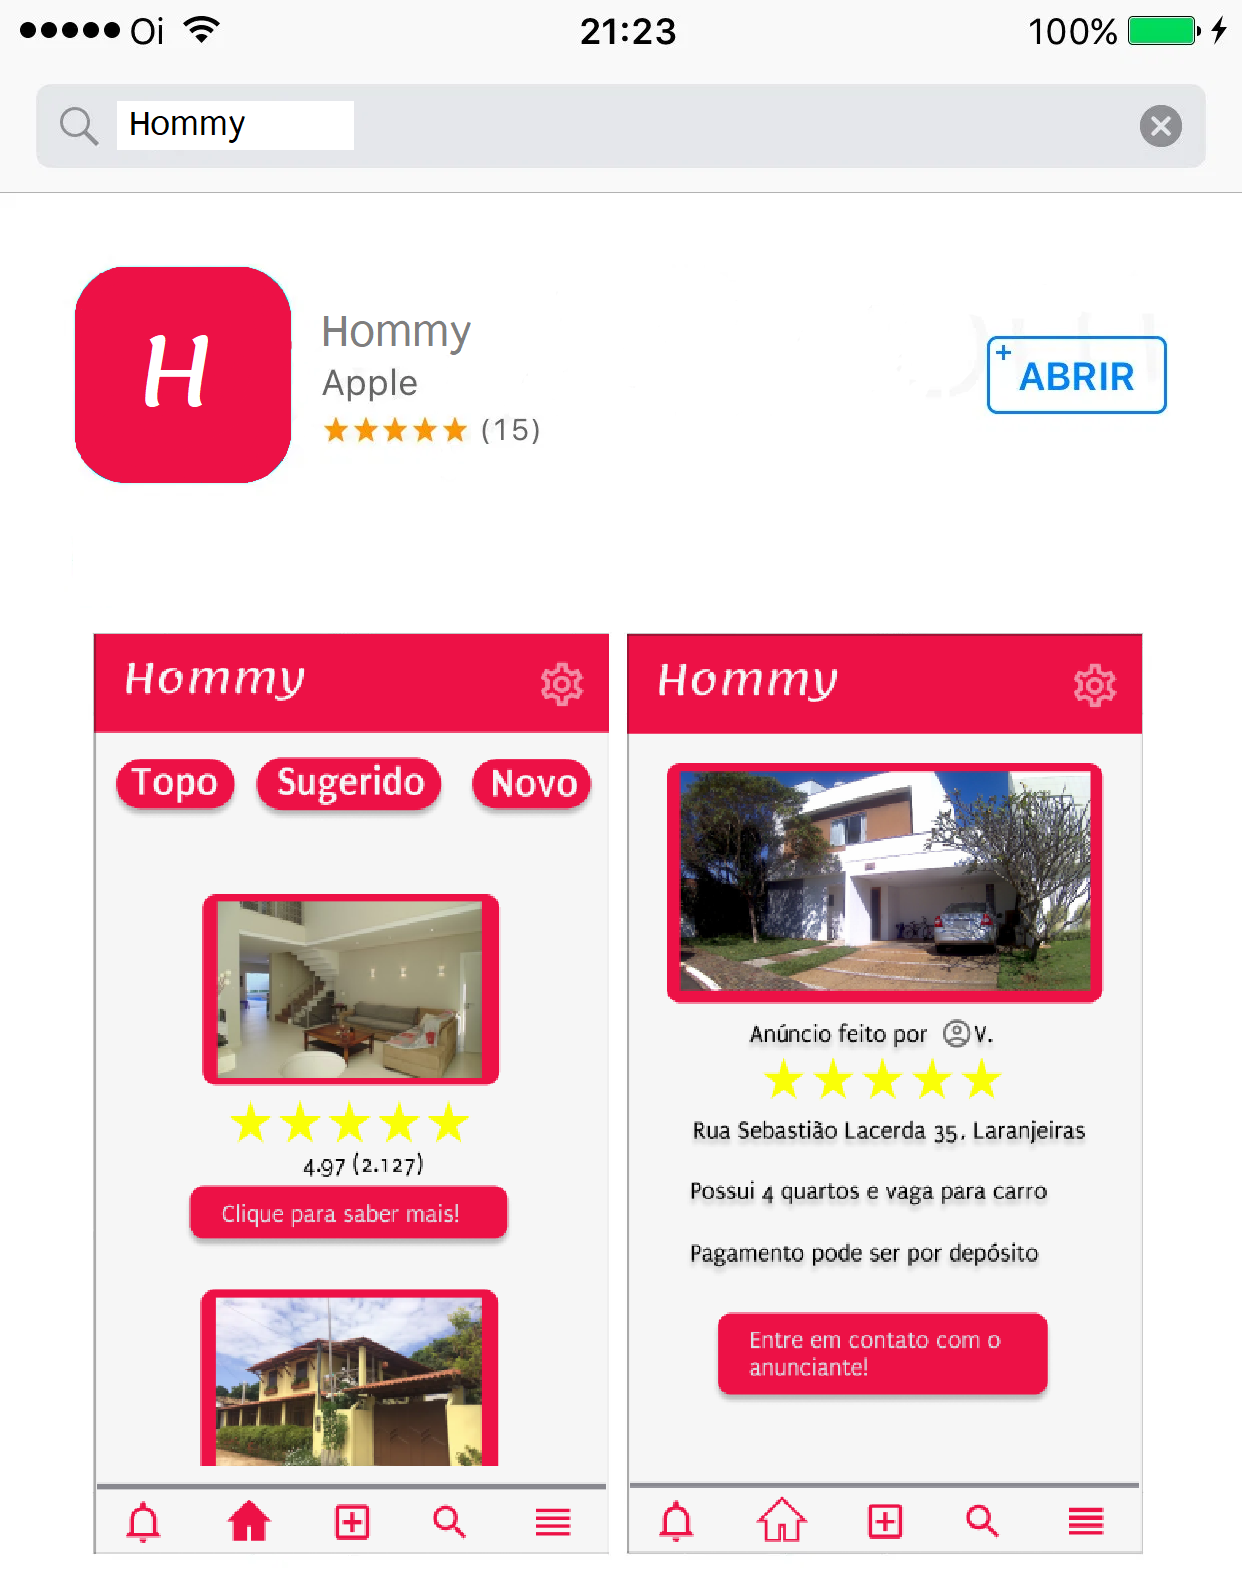 Oi 21:23 100%
Hommy
H
Hommy
Apple
(15)
+ ABRIR
Hommy
Topo Sugerido Novo
4.97 (2.127)
Clique para saber mais!
Hommy
Anúncio feito por V.
Rua Sebastião Lacerda 35, Laranjeiras
Possui 4 quartos e vaga para carro
Pagamento pode ser por depósito
Entre em contato com o
anunciante!